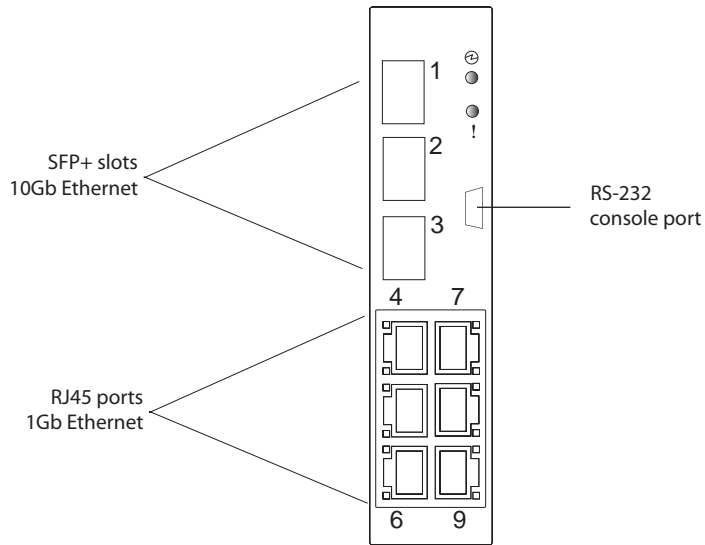 1
!
2
SFP+ slots
10Gb Ethernet
RS-232
console port
3
4 7
RJ45 ports
1Gb Ethernet
6 9